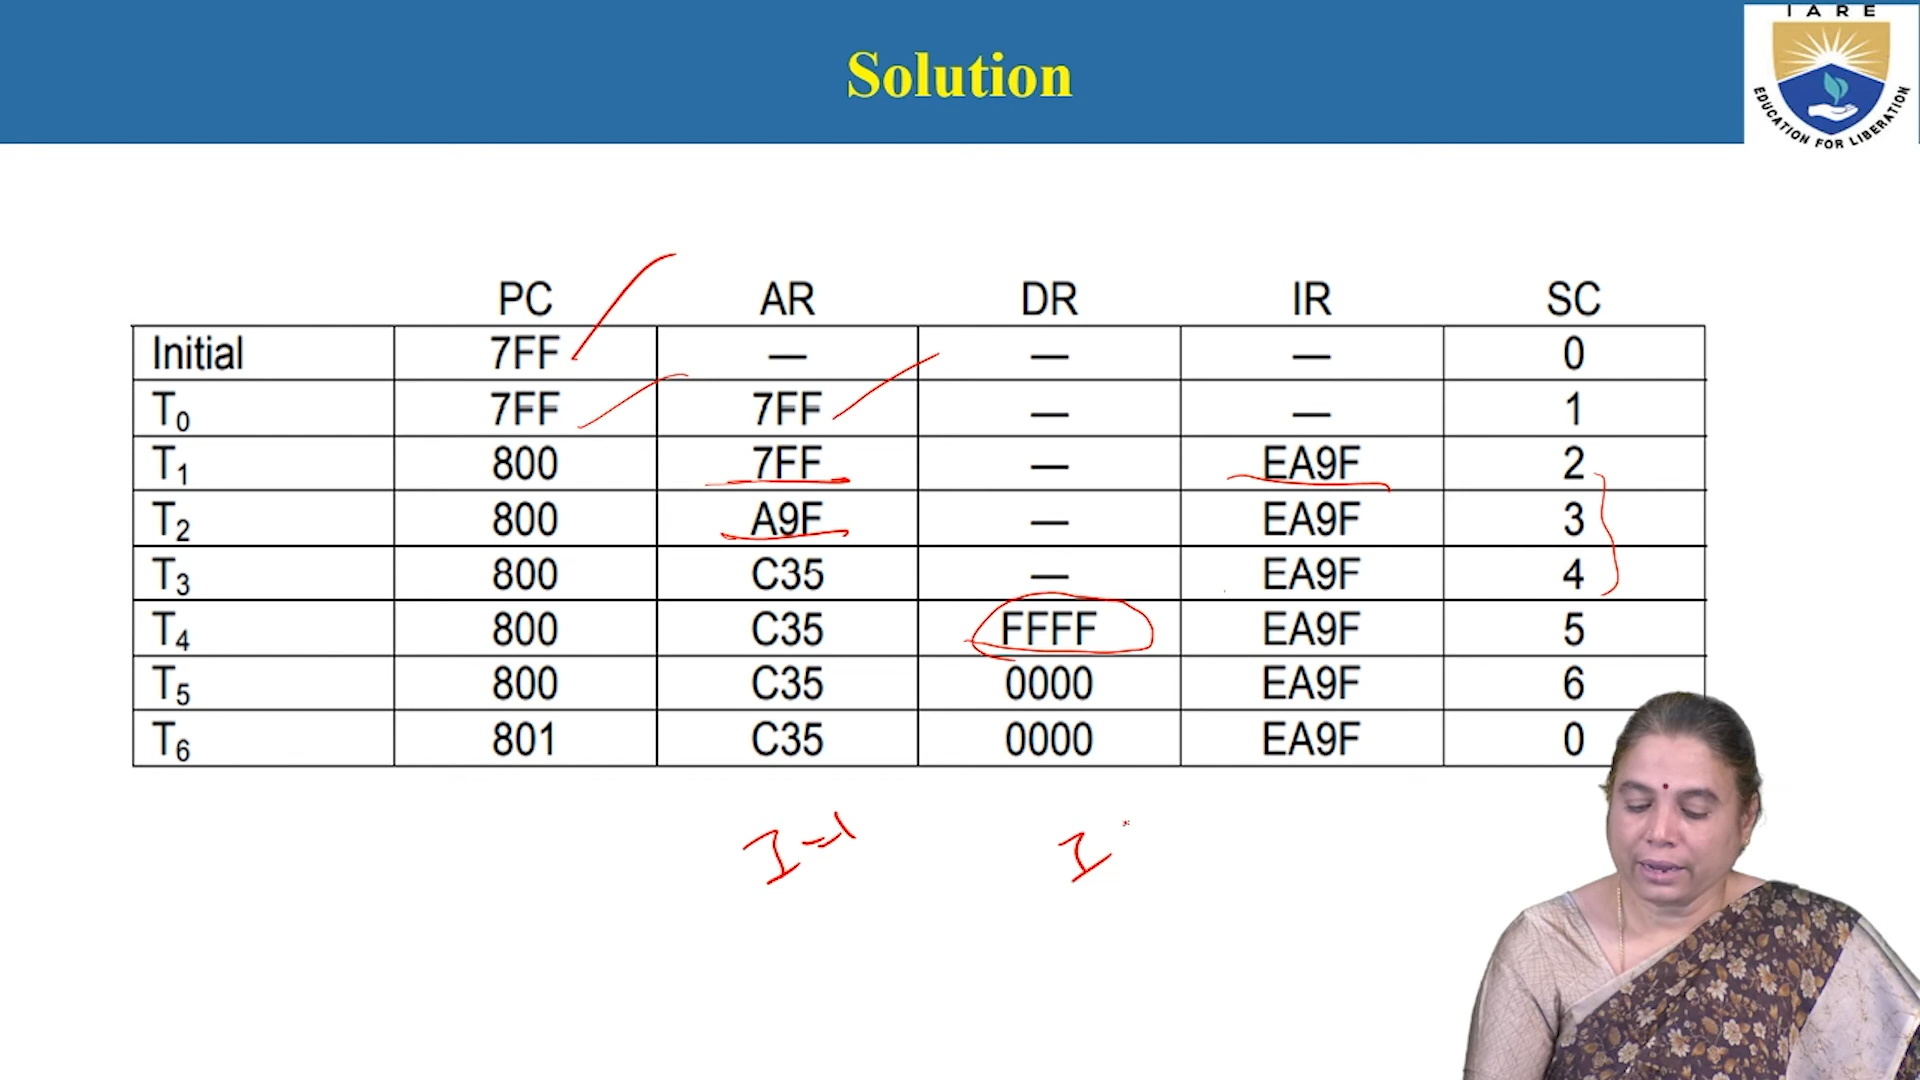 IARE
EDUCATION FOR LIBERATION
Solution
PC AR DR IR SC
Initial 7FF — — — 0
T0 7FF 7FF — — 1
T1 800 7FF — EA9F 2
T2 800 A9F — EA9F 3
T3 800 C35 — EA9F 4
T4 800 C35 FFFF EA9F 5
T5 800 C35 0000 EA9F 6
T6 801 C35 0000 EA9F 0
I=1 I